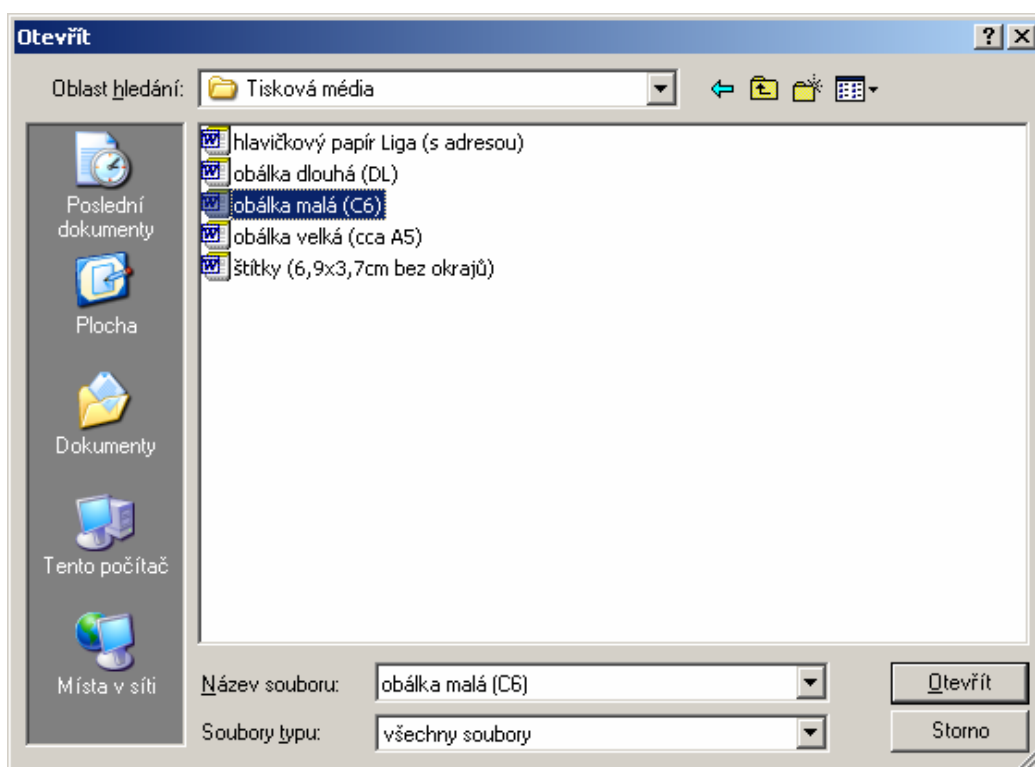 Otevřít
Oblast hledání: Tisková média
hlavičkový papír Liga (s adresou)
obálka dlouhá (DL)
obálka malá (C6)
obálka velká (cca A5)
štítky (6,9x3,7cm bez okrajů)
Poslední
dokumenty
Plocha
Dokumenty
Tento počítač
Místa v síti
Název souboru: obálka malá (C6) Otevřít
Soubory typu: všechny soubory Storno